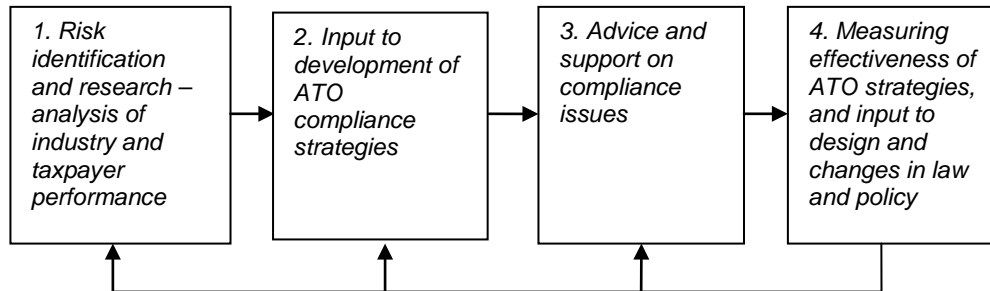 1. Risk
identification
and research –
analysis of
industry and
taxpayer
performance
2. Input to
development of
ATO
compliance
strategies
3. Advice and
support on
compliance
issues
4. Measuring
effectiveness of
ATO strategies,
and input to
design and
changes in law
and policy